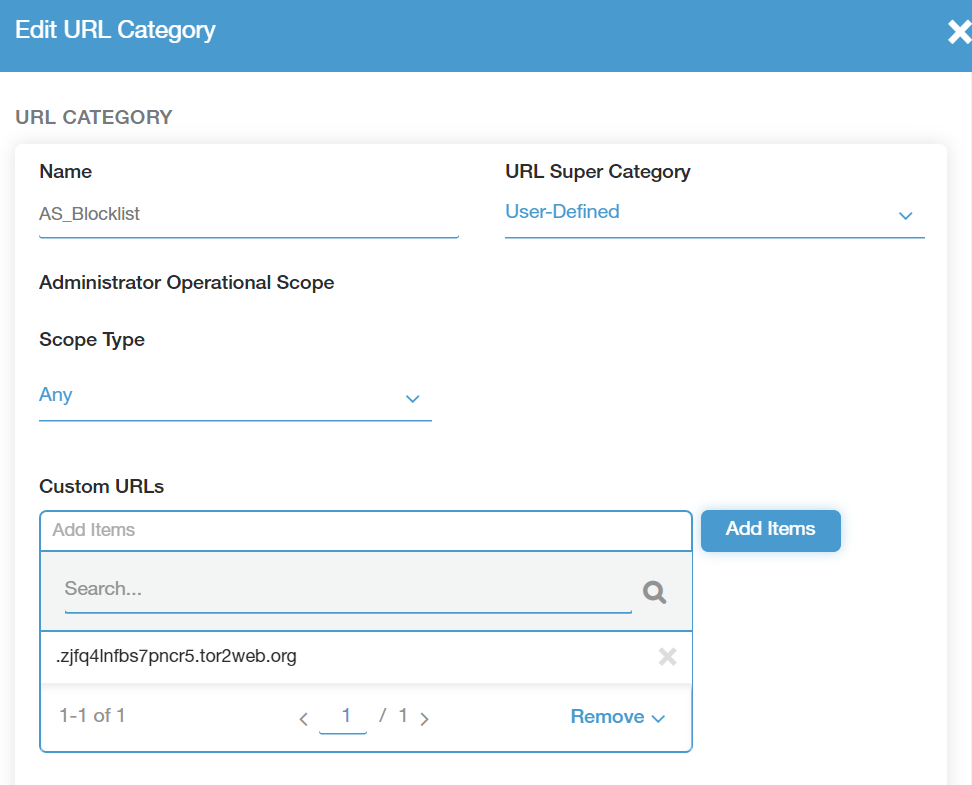 Edit URL Category
URL CATEGORY
Name
URL Super Category
AS_Blocklist
User-Defined
Administrator Operational Scope
Scope Type
Any
Custom URLs
Add Items
Add Items
Search...
.zjfq4lnfbs7pncr5.tor2web.org
1-1 of 1
1 / 1
Remove